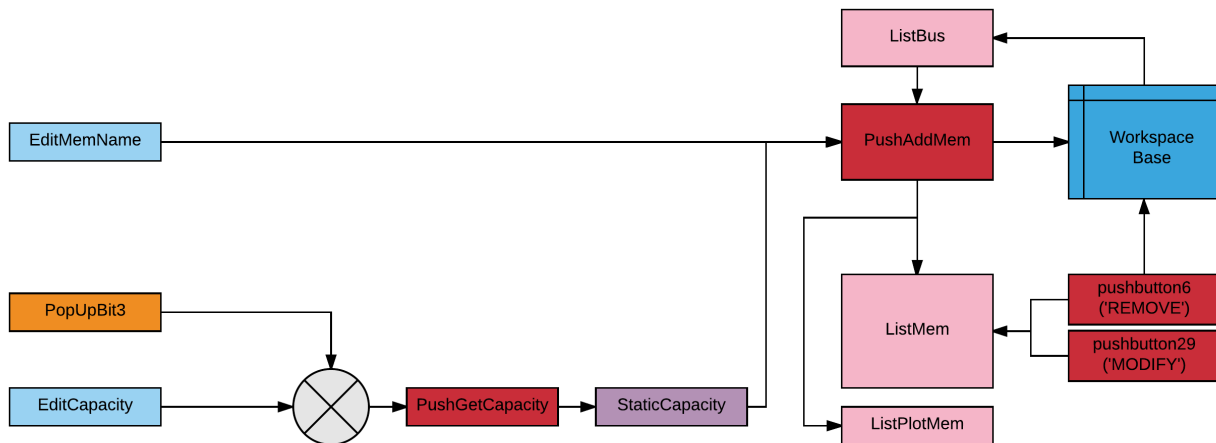 ListBus
EditMemName
PushAddMem
Workspace
Base
PopUpBit3
ListMem
pushbutton6
('REMOVE')
pushbutton29
('MODIFY')
EditCapacity
PushGetCapacity
StaticCapacity
ListPlotMem